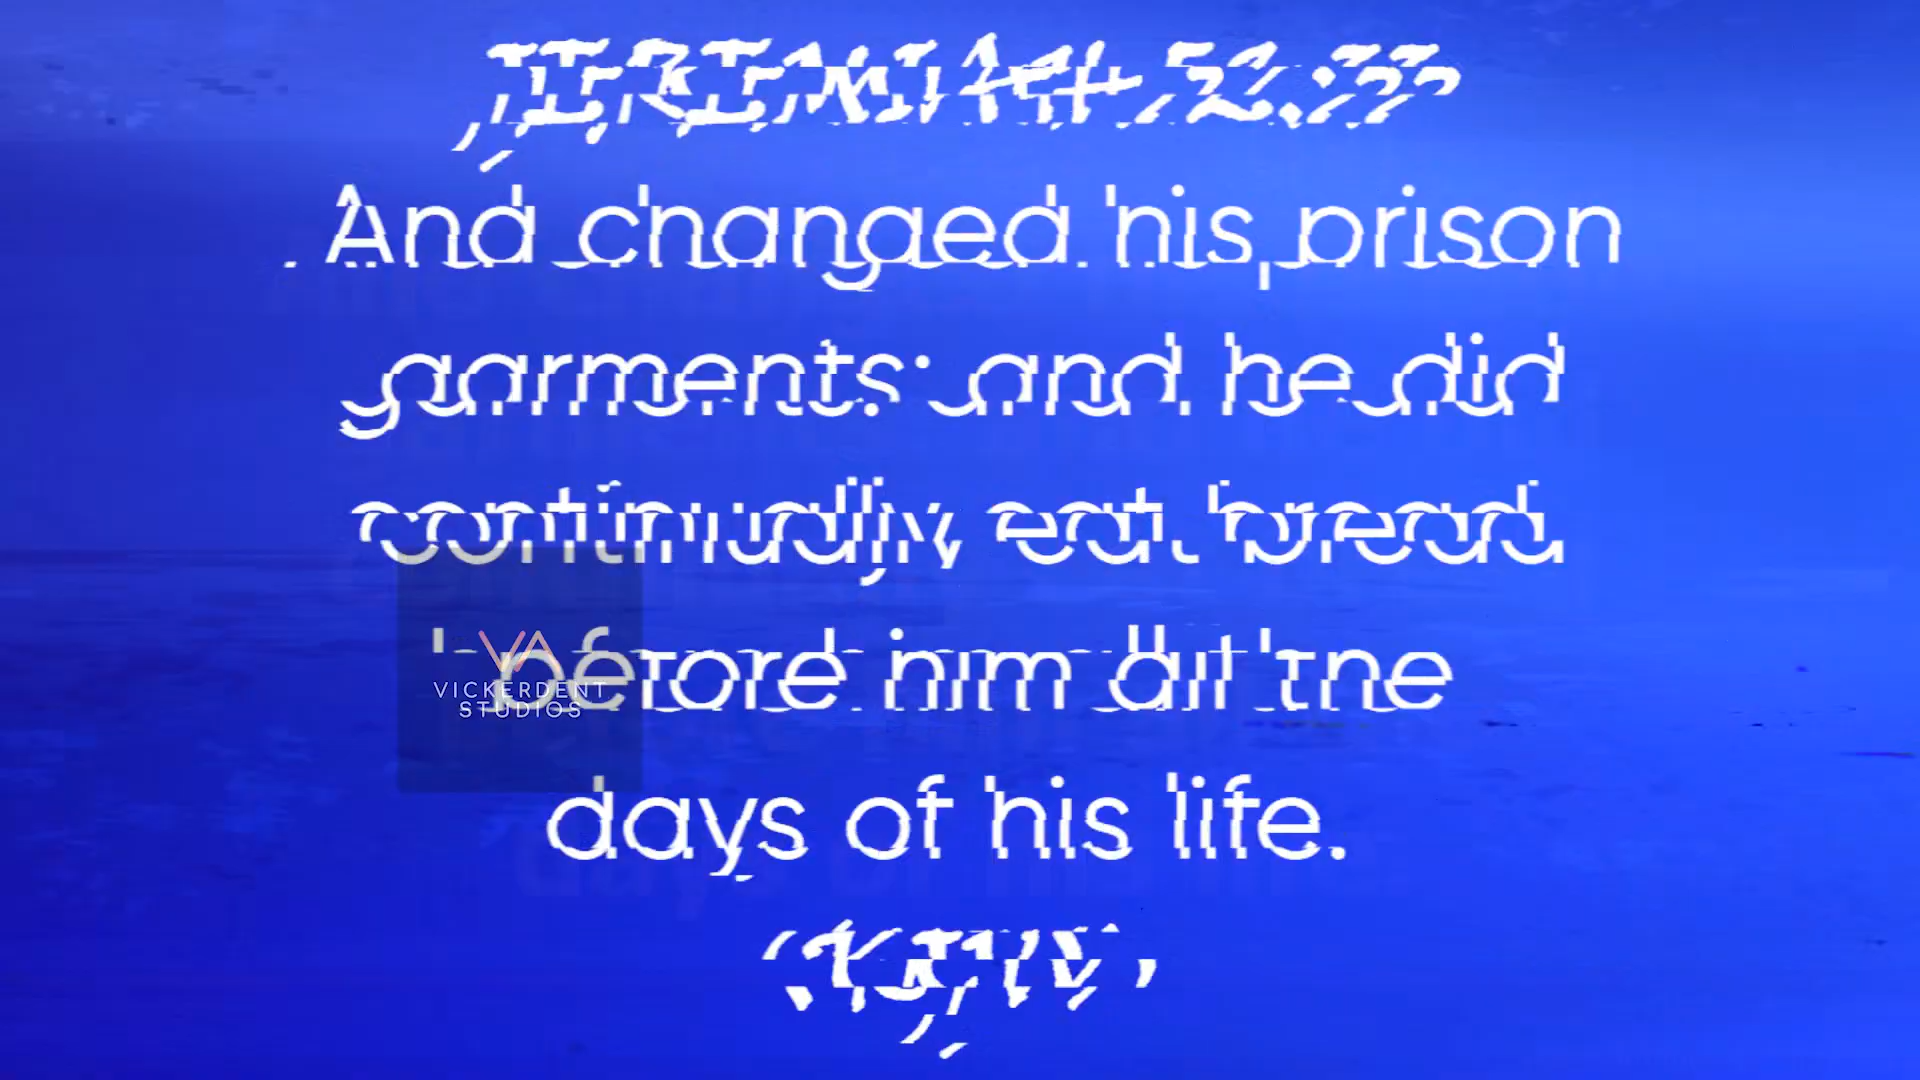 JEREMIAH 52:33
And changed his prison
garments: and he did
continually eat bread
before him all the
days of his life.
(KJV)
VICKERDENT
STUDIOS